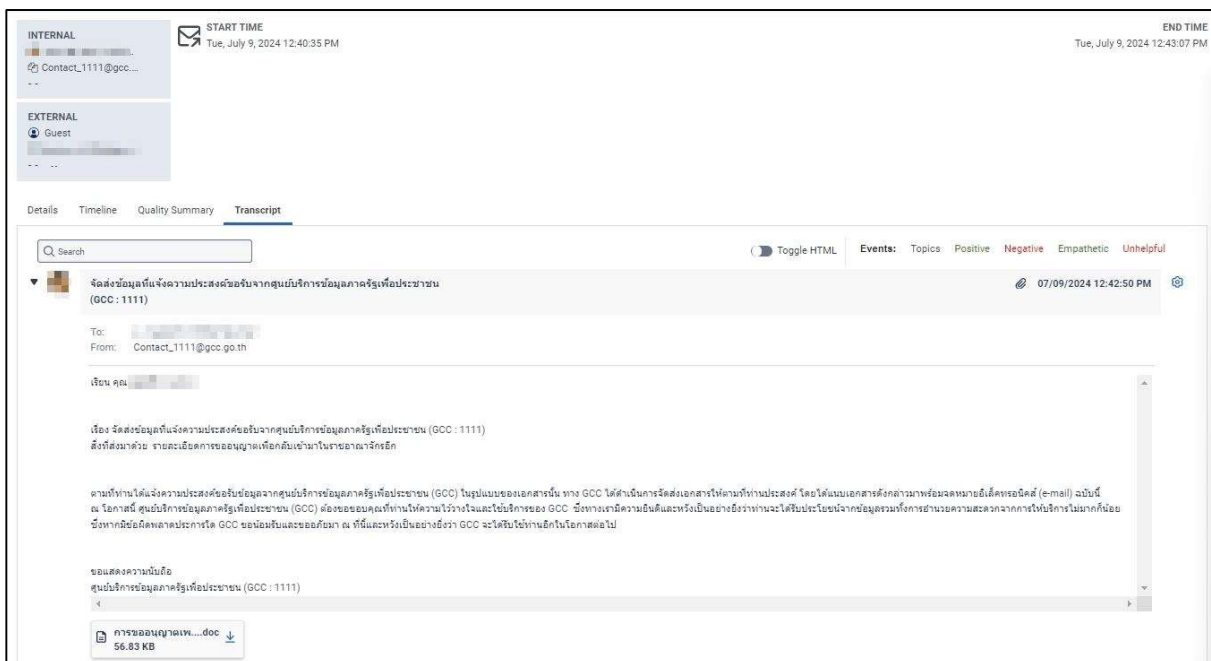 INTERNAL
Contact_1111@gcc....
- -
EXTERNAL
Guest
START TIME
Tue, July 9, 2024 12:40:35 PM
END TIME
Tue, July 9, 2024 12:43:07 PM
Details Timeline Quality Summary Transcript
Search
Toggle HTML Events: Topics Positive Negative Empathetic Unhelpful
จัดส่งข้อมูลที่แจ้งความประสงค์ขอรับจากศูนย์บริการข้อมูลภาครัฐเพื่อประชาชน
(GCC : 1111)
07/09/2024 12:42:50 PM
To:
From: Contact_1111@gcc.go.th
เรียน คุณ
เรื่อง จัดส่งข้อมูลที่แจ้งความประสงค์ขอรับจากศูนย์บริการข้อมูลภาครัฐเพื่อประชาชน (GCC : 1111)
สิ่งที่ส่งมาด้วย รายละเอียดการขออนุญาตเพื่อกลับเข้ามาในราชอาณาจักรอีก
ตามที่ท่านได้แจ้งความประสงค์ขอรับข้อมูลจากศูนย์บริการข้อมูลภาครัฐเพื่อประชาชน (GCC) ในรูปแบบของเอกสารนั้น ทาง GCC ได้ดำเนินการจัดส่งเอกสารให้ตามที่ท่านประสงค์ โดยได้แนบเอกสารดังกล่าวมาพร้อมจดหมายอิเล็คทรอนิคส์ (e-mail) ฉบับนี้
ณ โอกาสนี้ ศูนย์บริการข้อมูลภาครัฐเพื่อประชาชน (GCC) ต้องขอขอบคุณที่ท่านให้ความไว้วางใจและใช้บริการของ GCC ซึ่งทางเรามีความยินดีและหวังเป็นอย่างยิ่งว่าท่านจะได้รับประโยชน์จากข้อมูลรวมทั้งการอำนวยความสะดวกจากการให้บริการไม่มากก็น้อย
ซึ่งหากมีข้อผิดพลาดประการใด GCC ขอน้อมรับและขออภัยมา ณ ที่นี้และหวังเป็นอย่างยิ่งว่า GCC จะได้รับใช้ท่านอีกในโอกาสต่อไป
ขอแสดงความนับถือ
ศูนย์บริการข้อมูลภาครัฐเพื่อประชาชน (GCC : 1111)
การขออนุญาตเพ....doc
56.83 KB